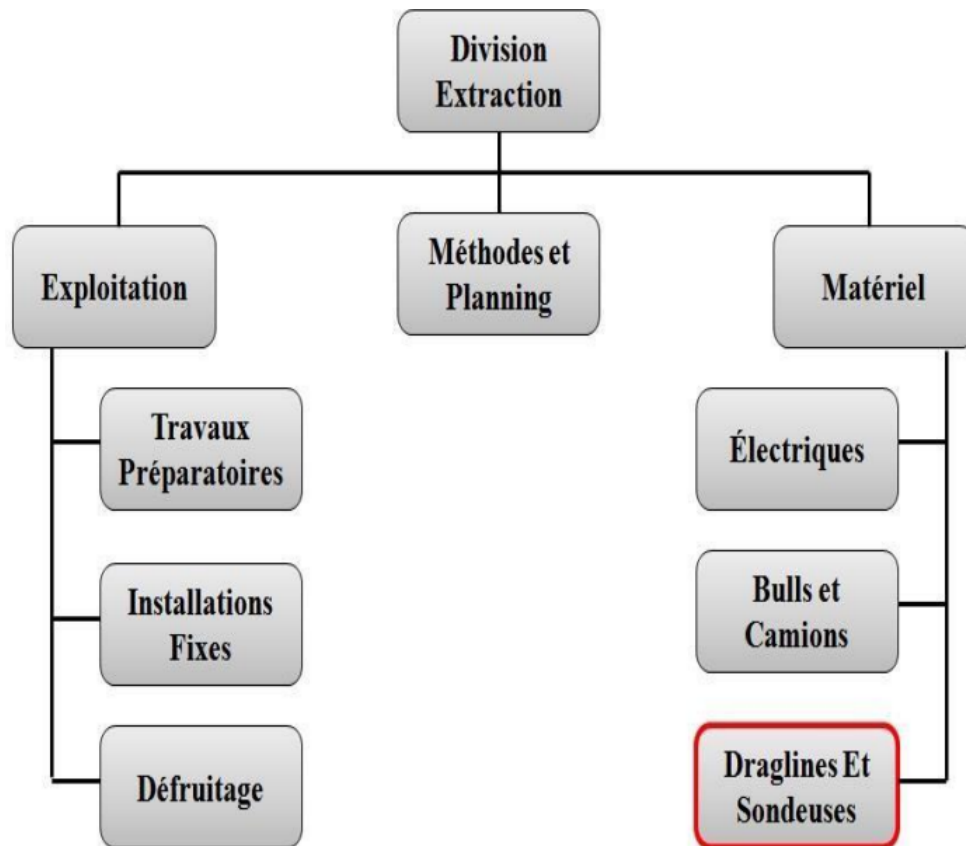 Division
Extraction
Exploitation
Méthodes et
Planning
Matériel
Travaux
Préparatoires
Électriques
Installations
Fixes
Bulls et
Camions
Défruitage
Draglines Et
Sondeuses